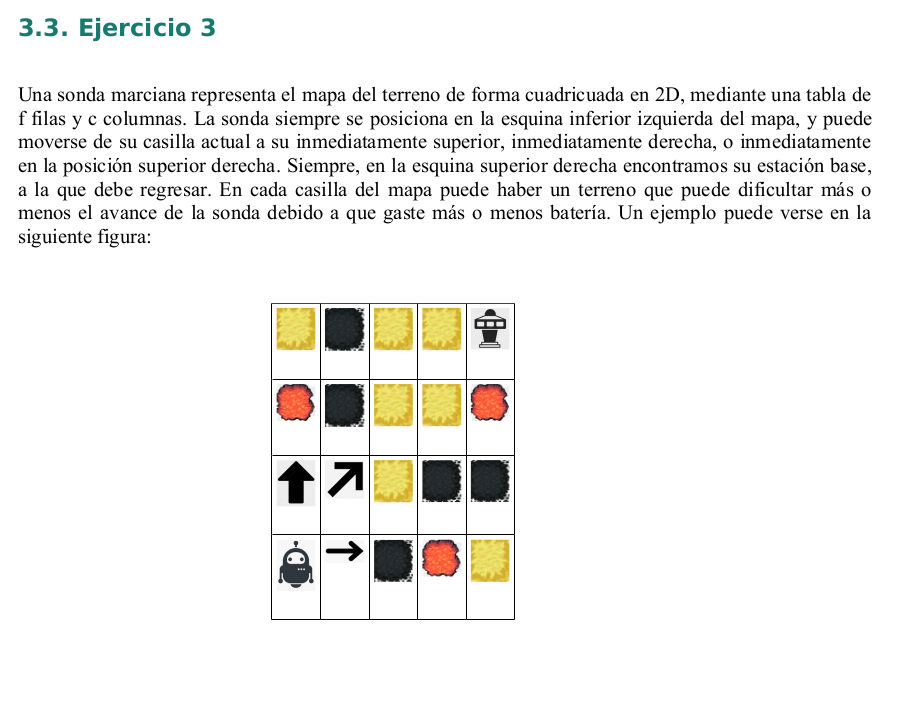 3.3. Ejercicio 3
Una sonda marciana representa el mapa del terreno de forma cuadricuada en 2D, mediante una tabla de
f filas y c columnas. La sonda siempre se posiciona en la esquina inferior izquierda del mapa, y puede
moverse de su casilla actual a su inmediatamente superior, inmediatamente derecha, o inmediatamente
en la posición superior derecha. Siempre, en la esquina superior derecha encontramos su estación base,
a la que debe regresar. En cada casilla del mapa puede haber un terreno que puede dificultar más o
menos el avance de la sonda debido a que gaste más o menos batería. Un ejemplo puede verse en la
siguiente figura: